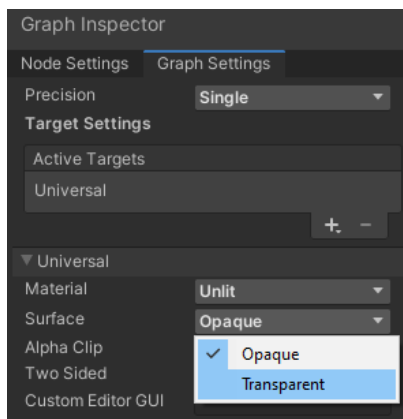 Graph Inspector
Node Settings Graph Settings
Precision Single
Target Settings
Active Targets
Universal
Universal
Material Unlit
Surface Opaque
Alpha Clip Opaque
Two Sided Transparent
Custom Editor GUI